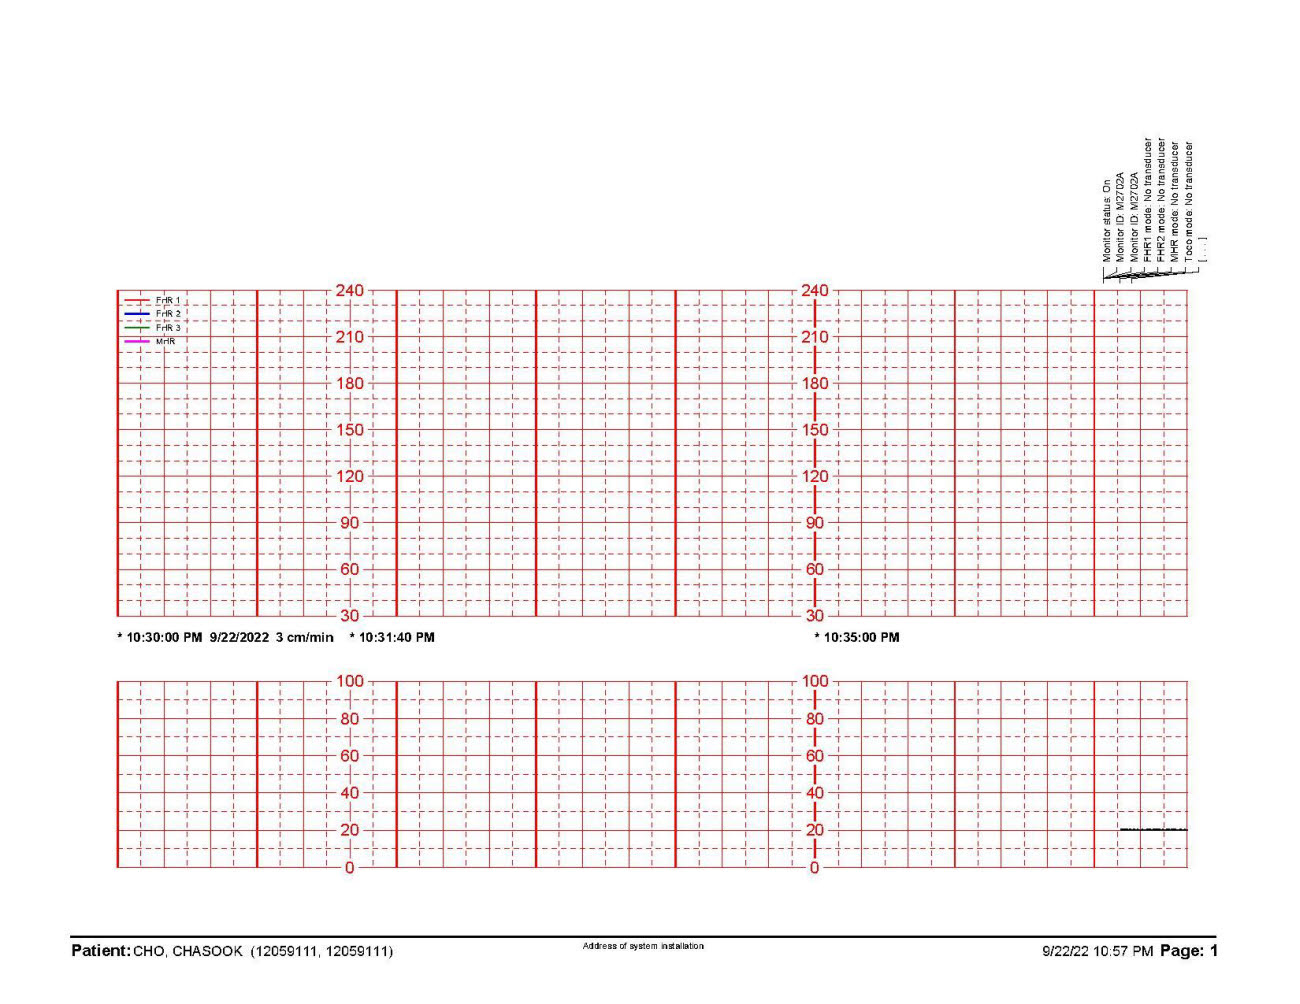 Monitor status: On
Monitor ID: M2702A
Monitor ID: M2702A
FHR1 mode: No transducer
FHR2 mode: No transducer
MHR mode: No transducer
Toco mode: No transducer
[ . . . ]
FHR 1
FHR 2
FHR 3
MHR
240 240
210 210
180 180
150 150
120 120
90 90
60 60
30 30
* 10:30:00 PM 9/22/2022 3 cm/min * 10:31:40 PM * 10:35:00 PM
100 100
80 80
60 60
40 40
20 20
0 0
Patient: CHO, CHASOOK (12059111, 12059111) Address of system installation 9/22/22 10:57 PM Page: 1